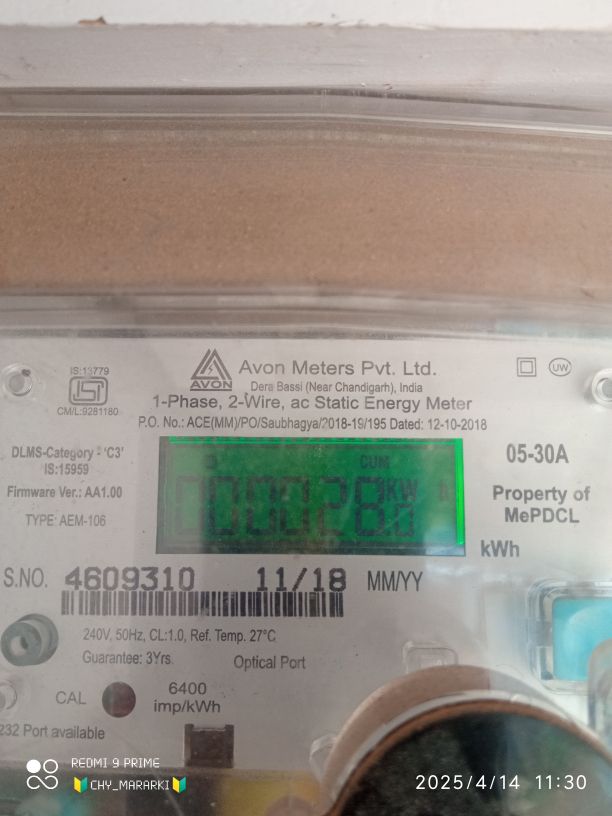 IS:13779
CM/L:9281180
AVON
Avon Meters Pvt. Ltd.
Dera Bassi (Near Chandigarh), India
UW
1-Phase, 2-Wire, ac Static Energy Meter
P.O. No.: ACE(MM)/PO/Saubhagya/2018-19/195 Dated: 12-10-2018
DLMS-Category - 'C3'
IS:15959
Firmware Ver.: AA1.00
TYPE: AEM-106
CUM
000028.0 KW
05-30A
Property of
MePDCL
kWh
S.NO. 4609310 11/18 MM/YY
240V, 50Hz, CL:1.0, Ref. Temp. 27°C
Guarantee: 3Yrs.
Optical Port
CAL
6400
imp/kWh
232 Port available
REDMI 9 PRIME
🔰CHY_MARARKI🔰
2025/4/14 11:30